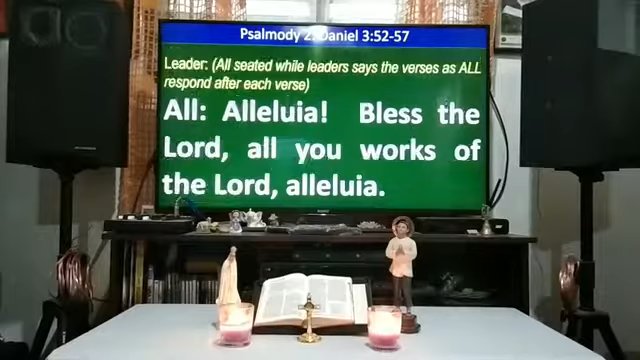 Psalmody 2: Daniel 3:52-57
Leader: (All seated while leaders says the verses as ALL
respond after each verse)
All: Alleluia! Bless the
Lord, all you works of
the Lord, alleluia.